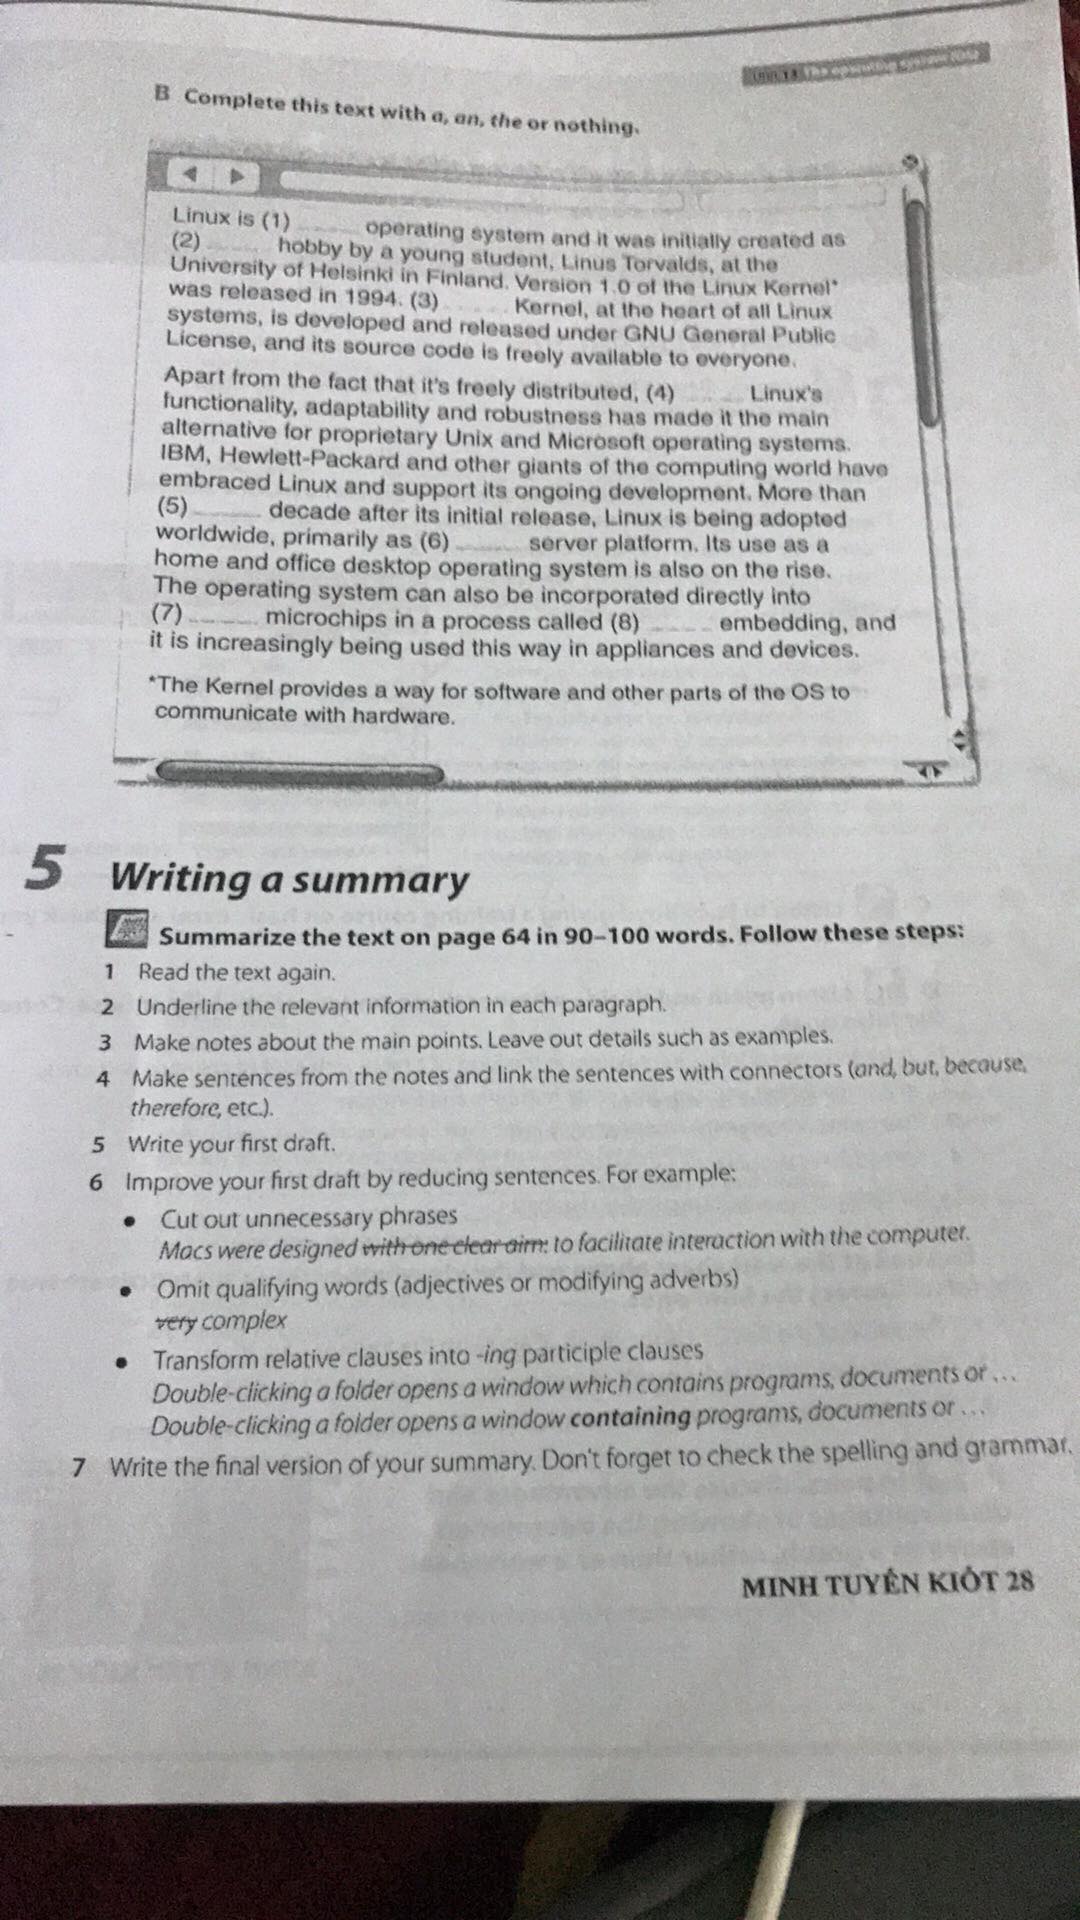 Unit 13 The operating system (OS)
B Complete this text with a, an, the or nothing.
Linux is (1) ______ operating system and it was initially created as
(2) ______ hobby by a young student, Linus Torvalds, at the
University of Helsinki in Finland. Version 1.0 of the Linux Kernel*
was released in 1994. (3) ______ Kernel, at the heart of all Linux
systems, is developed and released under GNU General Public
License, and its source code is freely available to everyone.
Apart from the fact that it's freely distributed, (4) ______ Linux's
functionality, adaptability and robustness has made it the main
alternative for proprietary Unix and Microsoft operating systems.
IBM, Hewlett-Packard and other giants of the computing world have
embraced Linux and support its ongoing development. More than
(5) ______ decade after its initial release, Linux is being adopted
worldwide, primarily as (6) ______ server platform. Its use as a
home and office desktop operating system is also on the rise.
The operating system can also be incorporated directly into
(7) ______ microchips in a process called (8) ______ embedding, and
it is increasingly being used this way in appliances and devices.
*The Kernel provides a way for software and other parts of the OS to
communicate with hardware.
5 Writing a summary
Summarize the text on page 64 in 90–100 words. Follow these steps:
1 Read the text again.
2 Underline the relevant information in each paragraph.
3 Make notes about the main points. Leave out details such as examples.
4 Make sentences from the notes and link the sentences with connectors (and, but, because,
therefore, etc.).
5 Write your first draft.
6 Improve your first draft by reducing sentences. For example:
• Cut out unnecessary phrases
Macs were designed with one clear aim: to facilitate interaction with the computer.
• Omit qualifying words (adjectives or modifying adverbs)
very complex
• Transform relative clauses into -ing participle clauses
Double-clicking a folder opens a window which contains programs, documents or ...
Double-clicking a folder opens a window containing programs, documents or ...
7 Write the final version of your summary. Don't forget to check the spelling and grammar.
MINH TUYÊN KIÔT 28